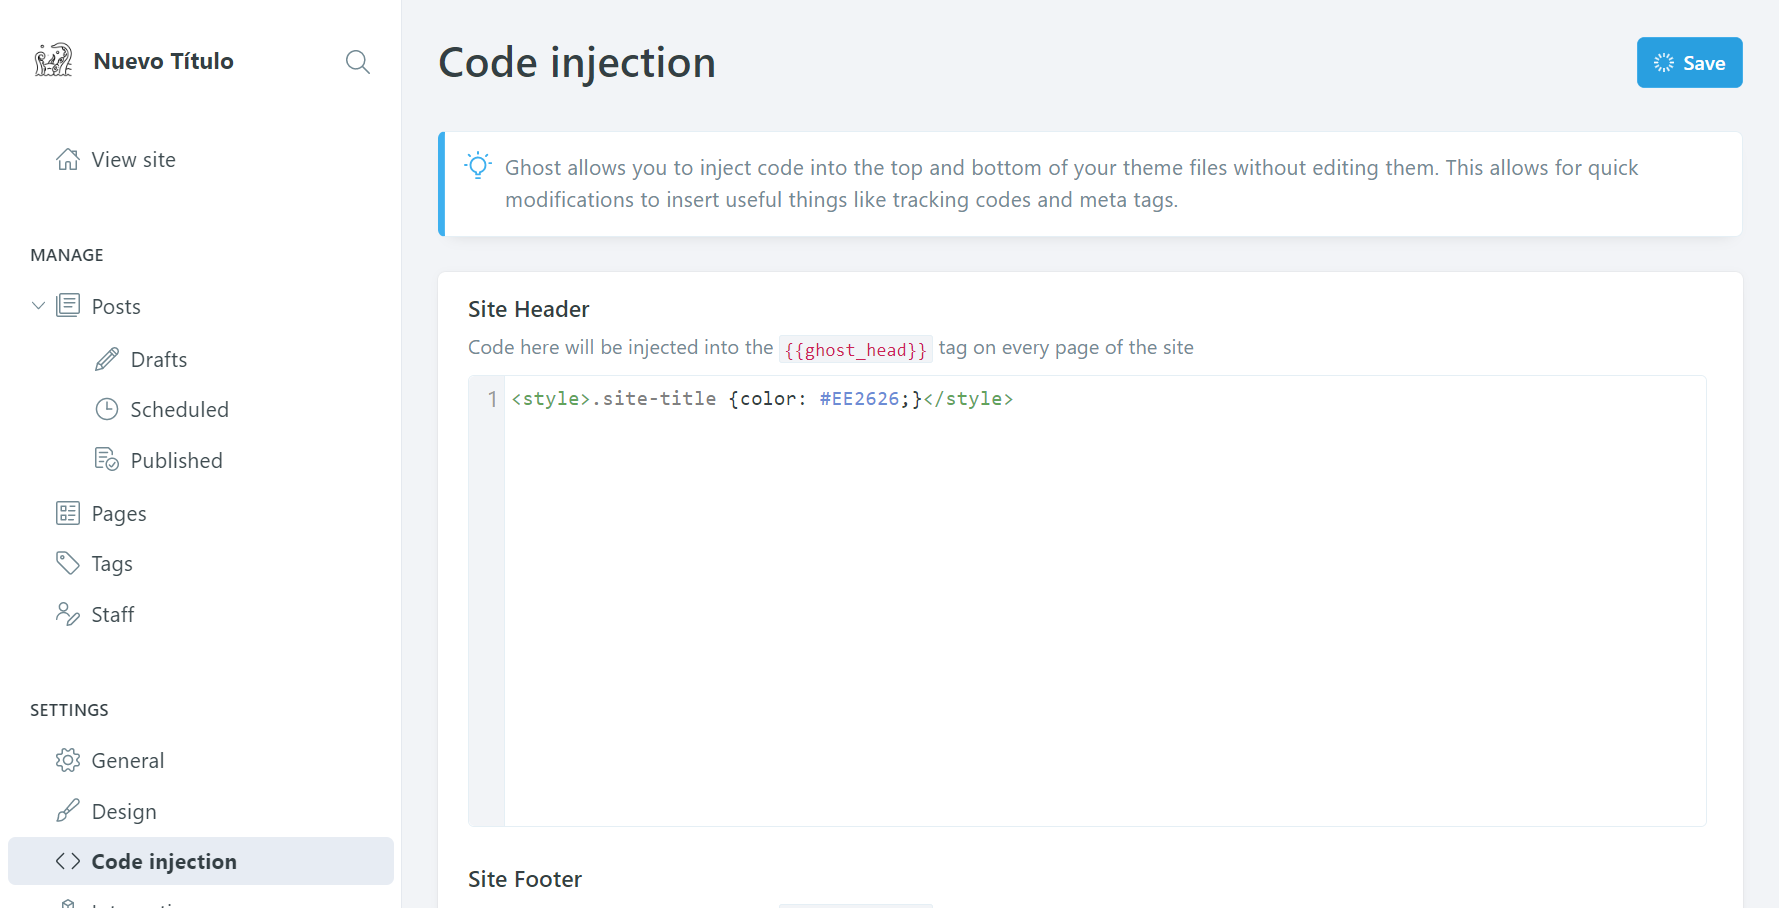 Nuevo Título
View site
MANAGE
Posts
Drafts
Scheduled
Published
Pages
Tags
Staff
SETTINGS
General
Design
Code injection
Code injection
Save
Ghost allows you to inject code into the top and bottom of your theme files without editing them. This allows for quick
modifications to insert useful things like tracking codes and meta tags.
Site Header
Code here will be injected into the {{ghost_head}} tag on every page of the site
1 <style>.site-title {color: #EE2626;}</style>
Site Footer